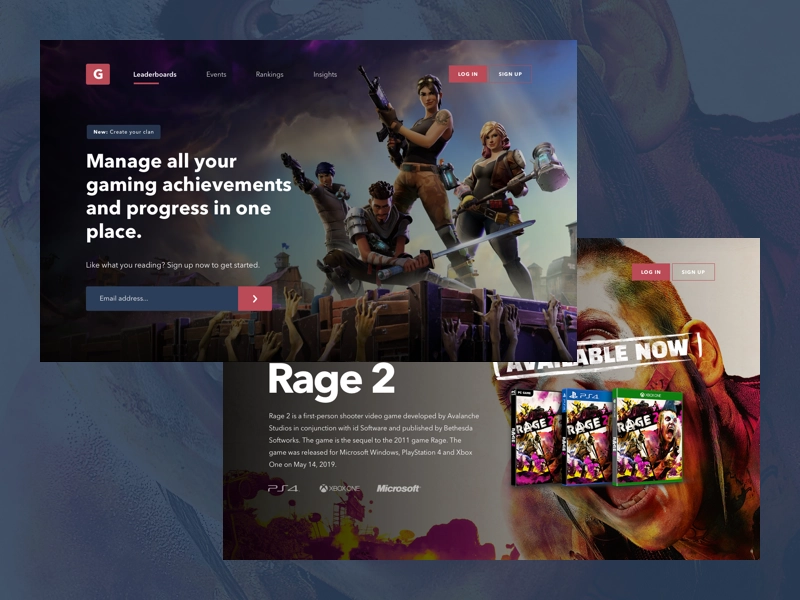 G
Leaderboards
Events
Rankings
Insights
LOG IN
SIGN UP
New: Create your clan
Manage all your
gaming achievements
and progress in one
place.
Like what you reading? Sign up now to get started.
Email address...
LOG IN
SIGN UP
AVAILABLE NOW
Rage 2
Rage 2 is a first-person shooter video game developed by Avalanche
Studios in conjunction with id Software and published by Bethesda
Softworks. The game is the sequel to the 2011 game Rage. The
game was released for Microsoft Windows, PlayStation 4 and Xbox
One on May 14, 2019.
PS4
XBOX ONE
Microsoft
PC GAME
PS4
XBOX ONE
RAGE
RAGE
RAGE